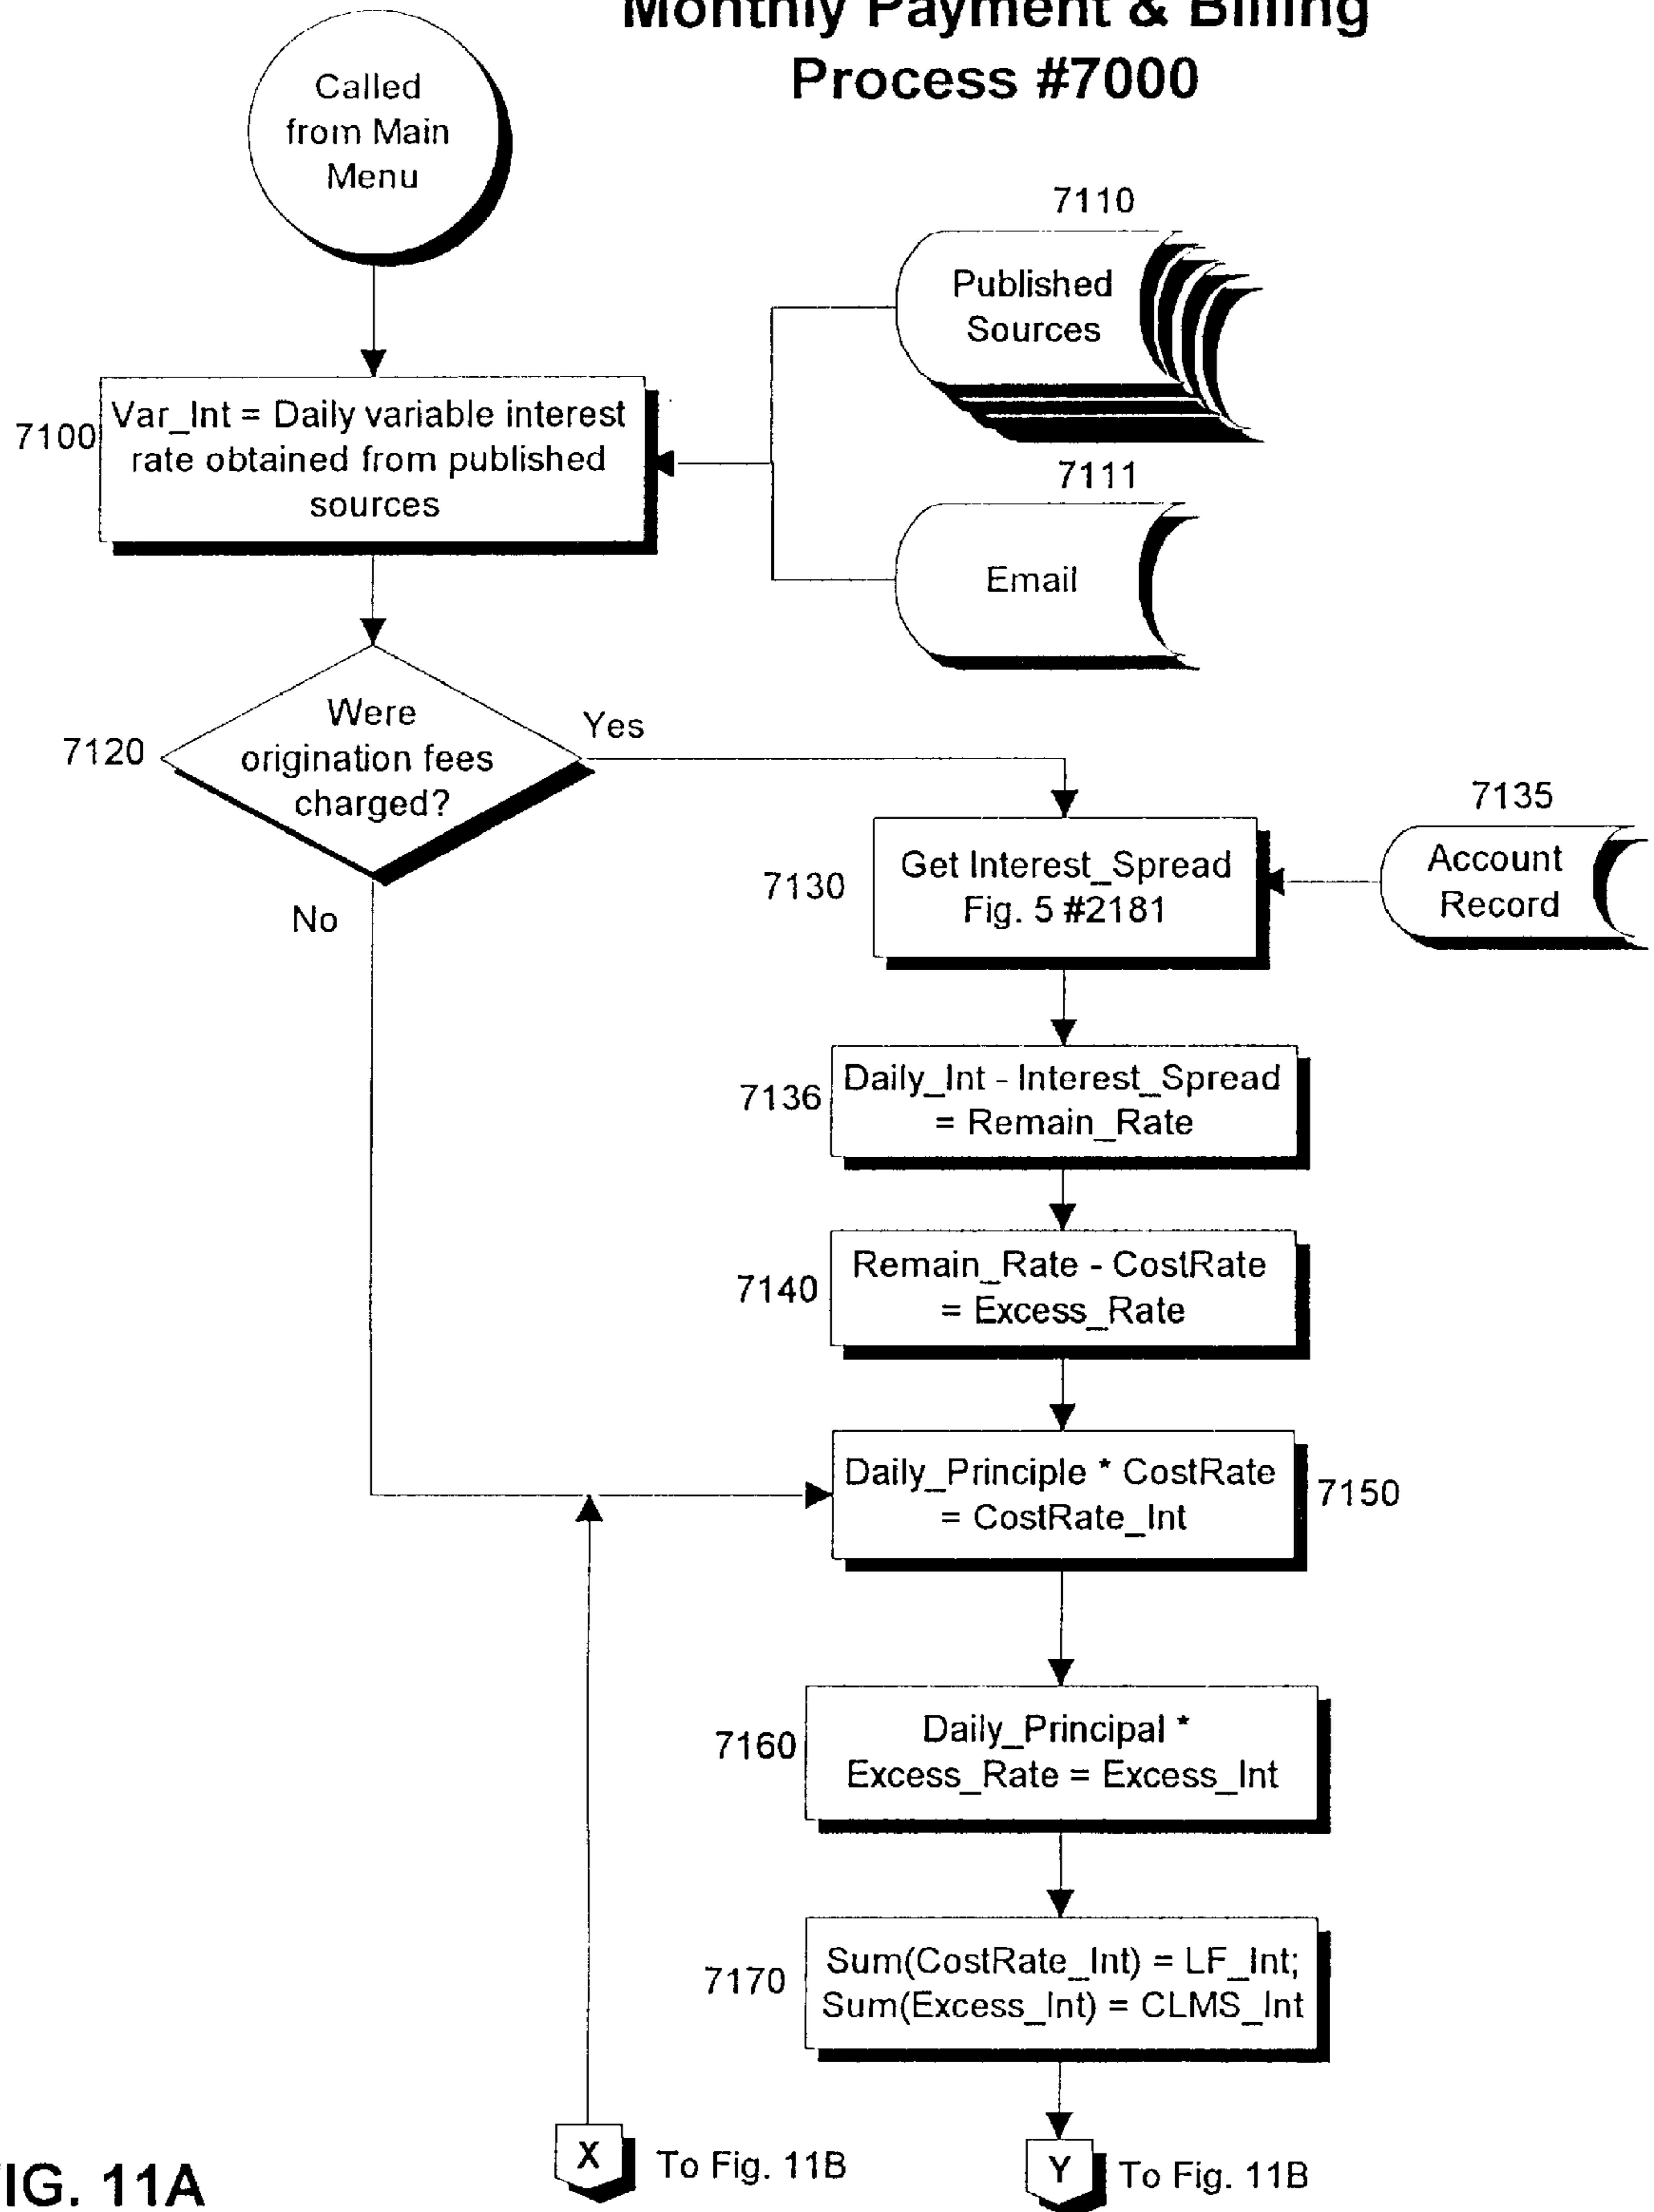 Monthly Payment & Billing
Process #7000
Called
from Main
Menu
7110
Published
Sources
7100
Var_Int = Daily variable interest
rate obtained from published
sources
7111
Email
7120
Were
origination fees
charged?
Yes
No
7135
Account
Record
7130
Get Interest_Spread
Fig. 5 #2181
7136
Daily_Int - Interest_Spread
= Remain_Rate
7140
Remain_Rate - CostRate
= Excess_Rate
Daily_Principle * CostRate
= CostRate_Int
7150
7160
Daily_Principal *
Excess_Rate = Excess_Int
7170
Sum(CostRate_Int) = LF_Int;
Sum(Excess_Int) = CLMS_Int
X
To Fig. 11B
Y
To Fig. 11B
IG. 11A